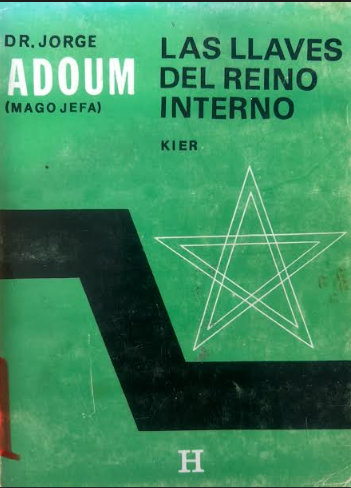 DR. JORGE
ADOUM
(MAGO JEFA)
LAS LLAVES
DEL REINO
INTERNO
KIER
H